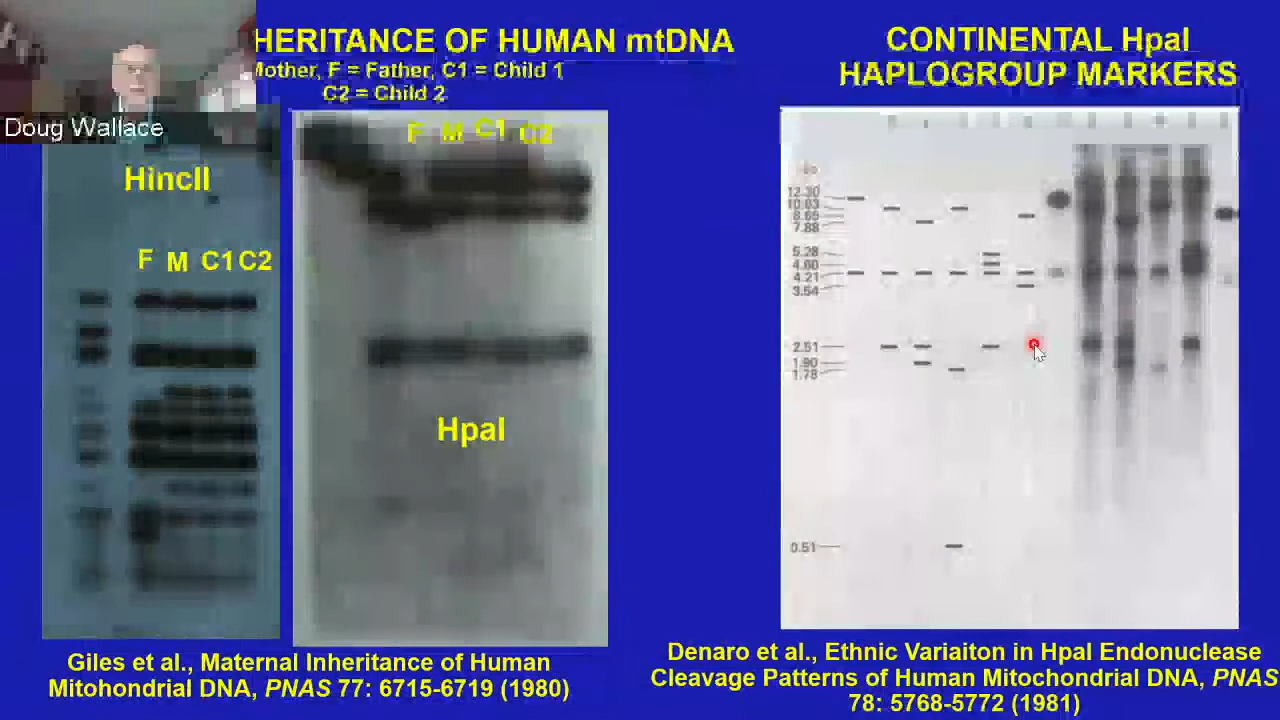 HERITANCE OF HUMAN mtDNA
Mother, F = Father, C1 = Child 1
C2 = Child 2
Doug Wallace
HincII
F M C1 C2
F M C1 C2
HpaI
Giles et al., Maternal Inheritance of Human
Mitohondrial DNA, PNAS 77: 6715-6719 (1980)
CONTINENTAL HpaI
HAPLOGROUP MARKERS
12.30
10.03
8.65
7.88
5.28
4.60
4.21
3.54
2.51
1.90
1.78
0.51
Denaro et al., Ethnic Variaiton in HpaI Endonuclease
Cleavage Patterns of Human Mitochondrial DNA, PNAS
78: 5768-5772 (1981)